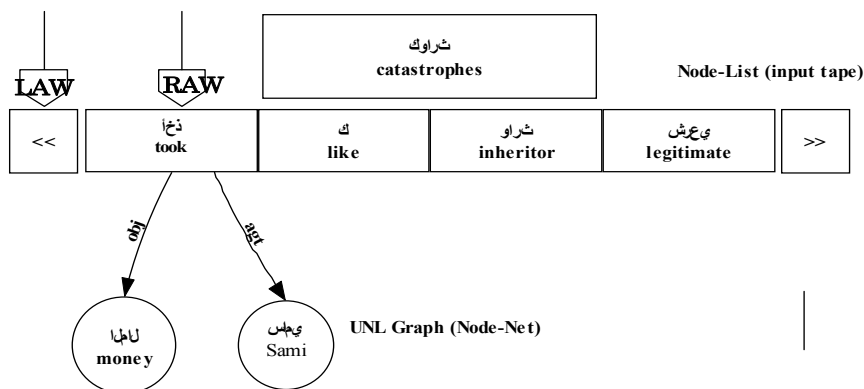 ثراوك
catastrophes
LAW
RAW
Node-List (input tape)
<<
ذخأ
took
ك
like
ثراو
inheritor
يعرش
legitimate
>>
obj
agt
لاملا
money
يماس
Sami
UNL Graph (Node-Net)